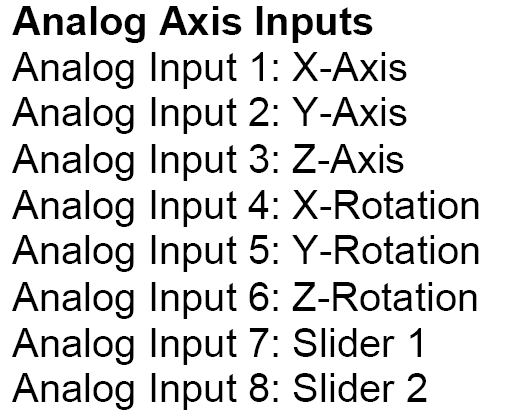 Analog Axis Inputs
Analog Input 1: X-Axis
Analog Input 2: Y-Axis
Analog Input 3: Z-Axis
Analog Input 4: X-Rotation
Analog Input 5: Y-Rotation
Analog Input 6: Z-Rotation
Analog Input 7: Slider 1
Analog Input 8: Slider 2